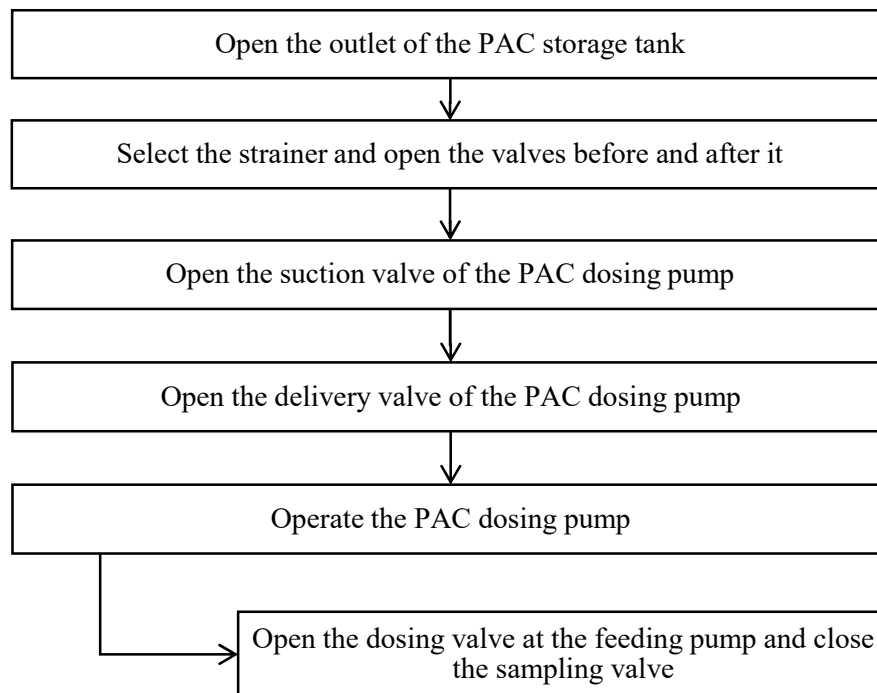 Open the outlet of the PAC storage tank
Select the strainer and open the valves before and after it
Open the suction valve of the PAC dosing pump
Open the delivery valve of the PAC dosing pump
Operate the PAC dosing pump
Open the dosing valve at the feeding pump and close
the sampling valve